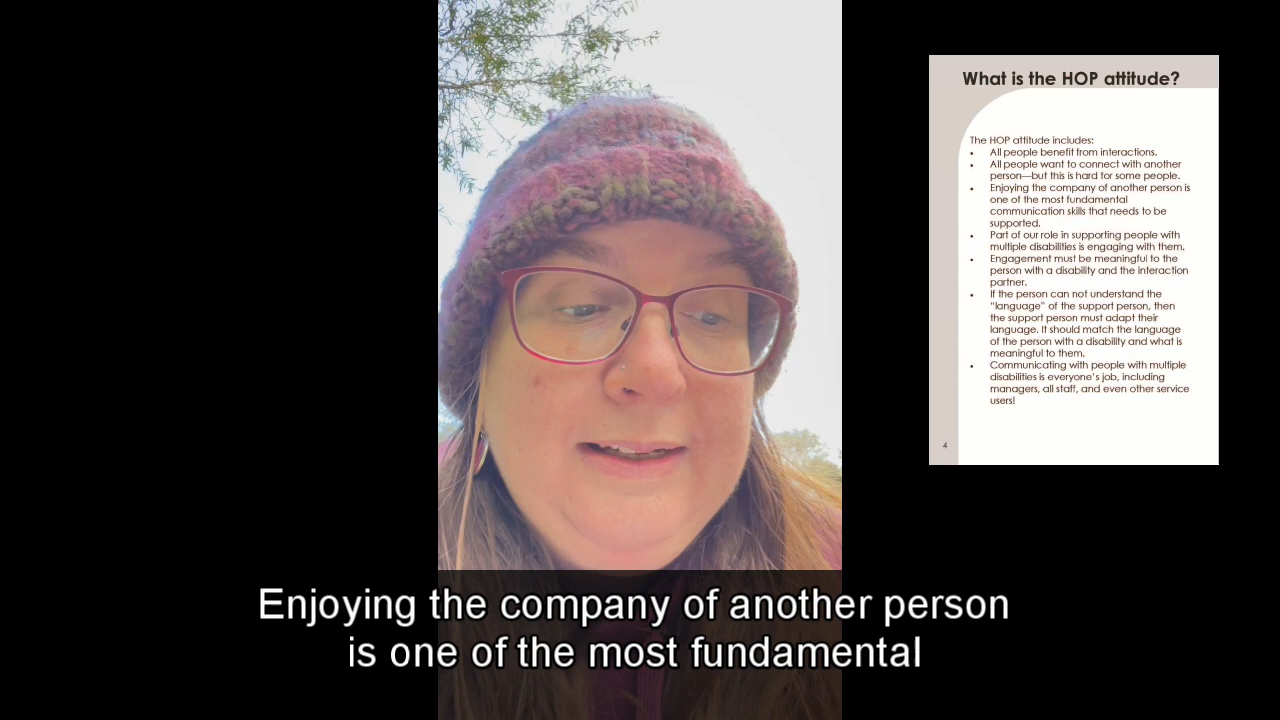 What is the HOP attitude?
The HOP attitude includes:
• All people benefit from interactions.
• All people want to connect with another
person—but this is hard for some people.
• Enjoying the company of another person is
one of the most fundamental
communication skills that needs to be
supported.
• Part of our role in supporting people with
multiple disabilities is engaging with them.
• Engagement must be meaningful to the
person with a disability and the interaction
partner.
• If the person can not understand the
"language" of the support person, then
the support person must adapt their
language. It should match the language
of the person with a disability and what is
meaningful to them.
• Communicating with people with multiple
disabilities is everyone's job, including
managers, all staff, and even other service
users!
4
Enjoying the company of another person
is one of the most fundamental